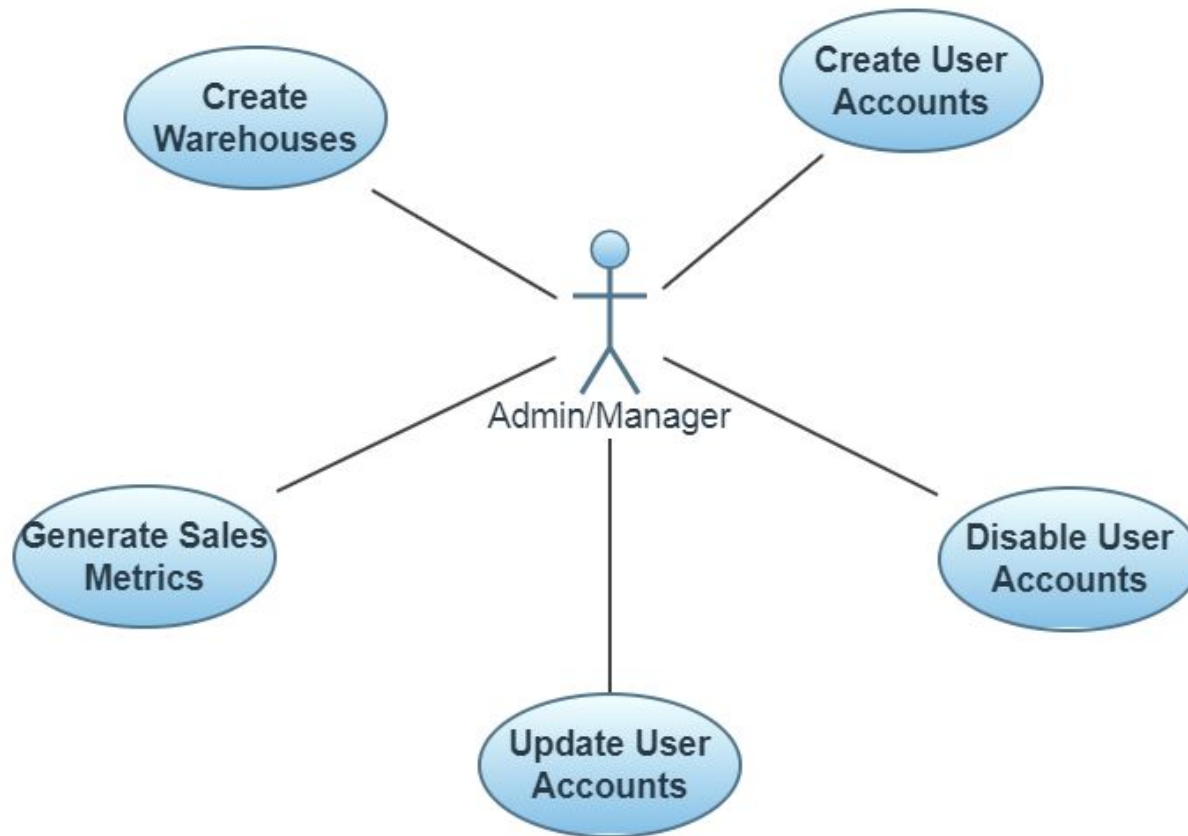 Create
Warehouses
Create User
Accounts
Admin/Manager
Generate Sales
Metrics
Disable User
Accounts
Update User
Accounts